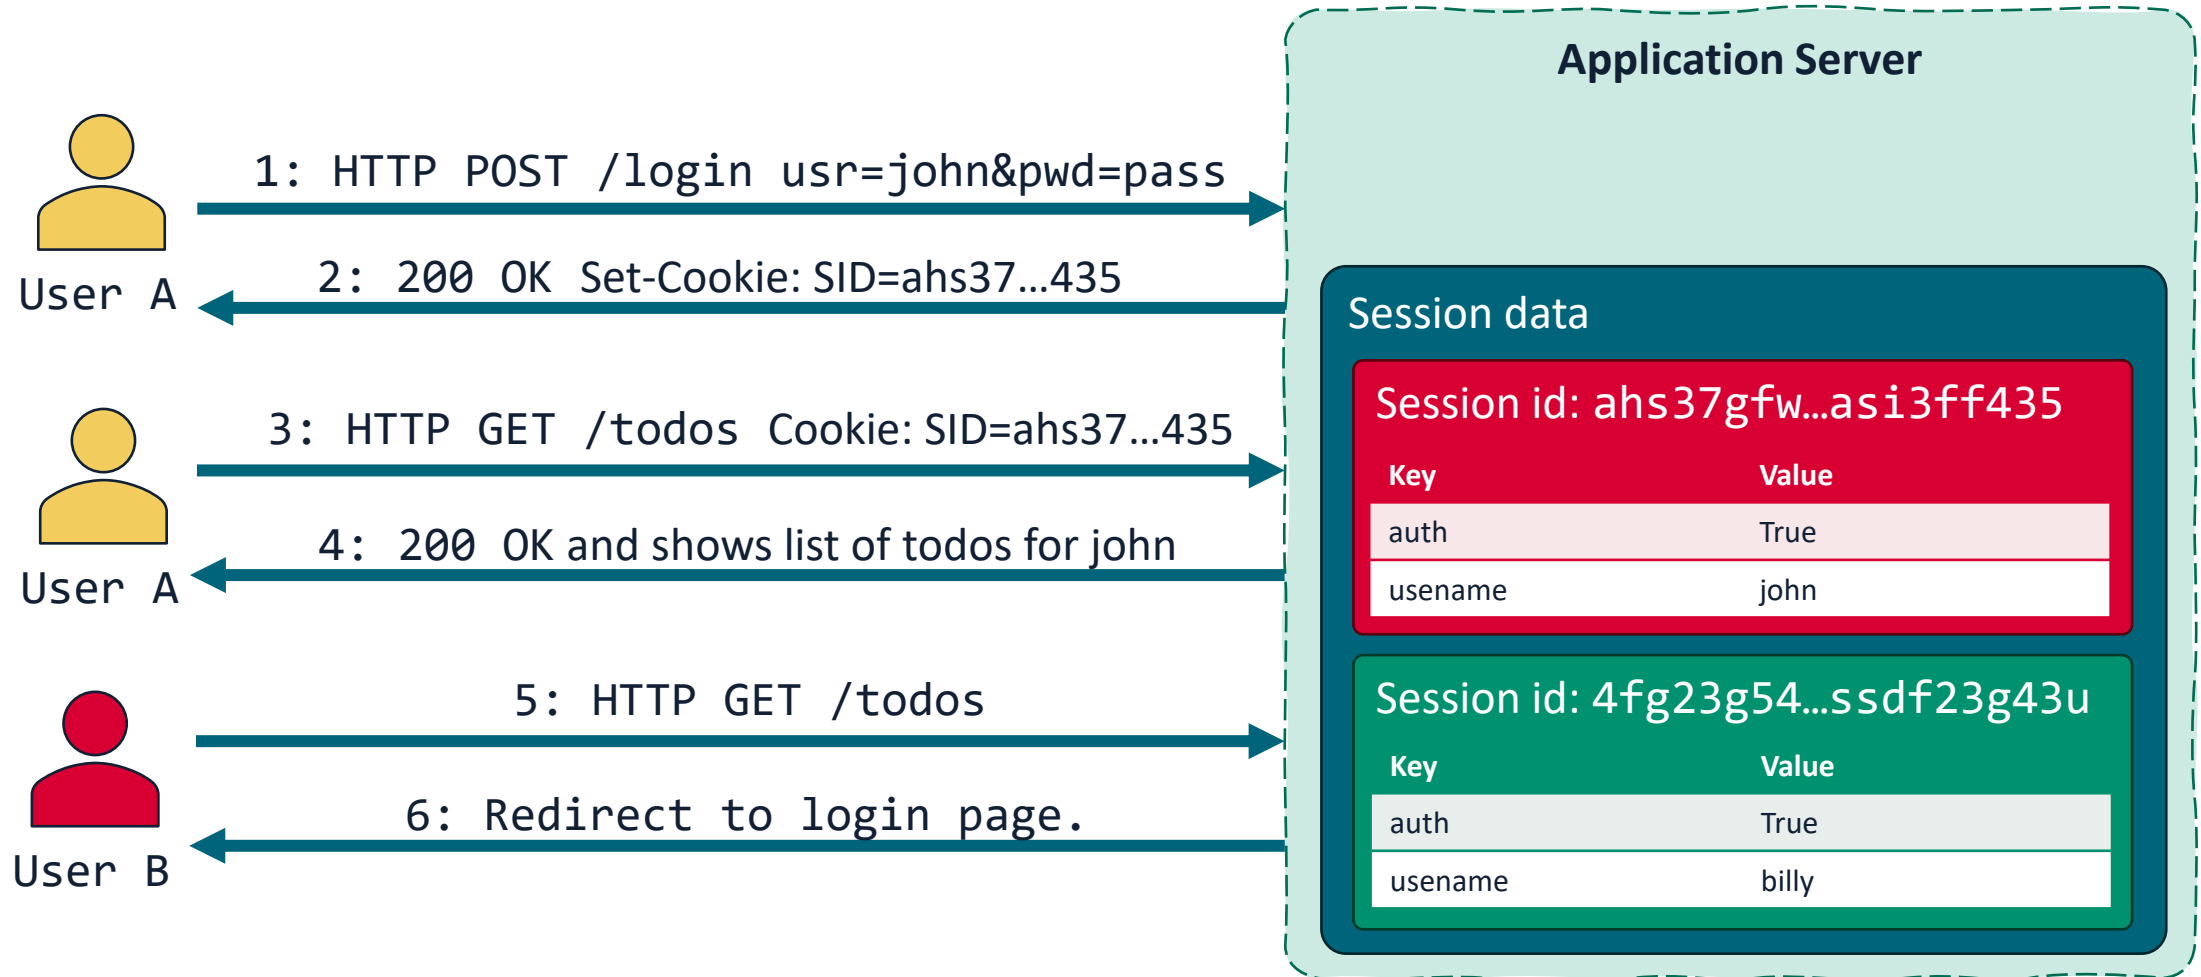 Application Server
1: HTTP POST /login usr=john&pwd=pass
2: 200 OK Set-Cookie: SID=ahs37…435
User A
3: HTTP GET /todos Cookie: SID=ahs37…435
4: 200 OK and shows list of todos for john
User A
5: HTTP GET /todos
6: Redirect to login page.
User B
Session data
Session id: ahs37gfw…asi3ff435
Key Value
auth True
usename john
Session id: 4fg23g54…ssdf23g43u
Key Value
auth True
usename billy